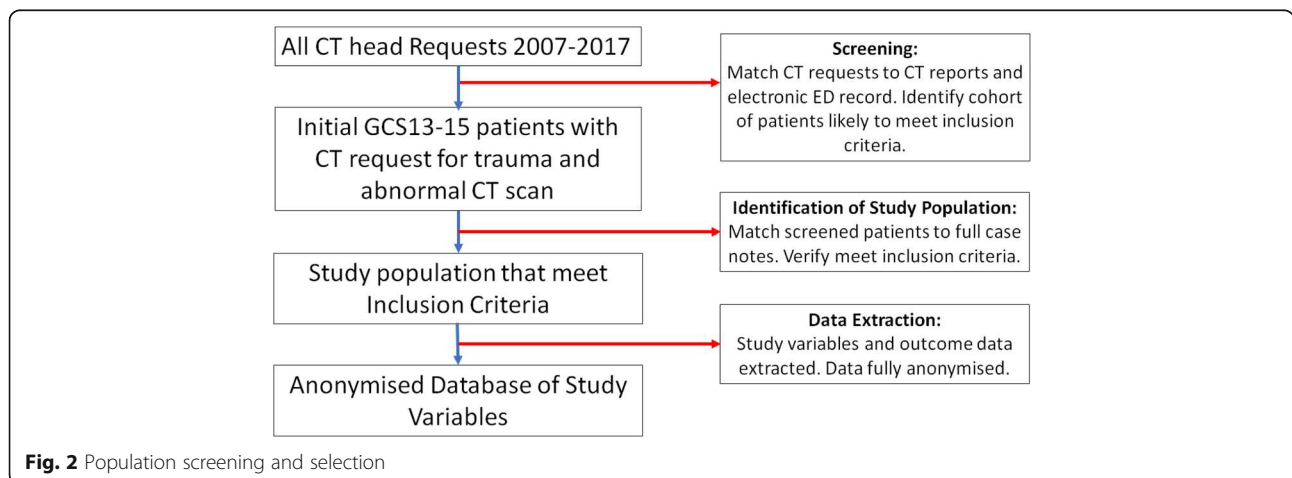 All CT head Requests 2007-2017
Screening:
Match CT requests to CT reports and
electronic ED record. Identify cohort
of patients likely to meet inclusion
criteria.
Initial GCS13-15 patients with
CT request for trauma and
abnormal CT scan
Identification of Study Population:
Match screened patients to full case
notes. Verify meet inclusion criteria.
Study population that meet
Inclusion Criteria
Data Extraction:
Study variables and outcome data
extracted. Data fully anonymised.
Anonymised Database of Study
Variables
Fig. 2 Population screening and selection